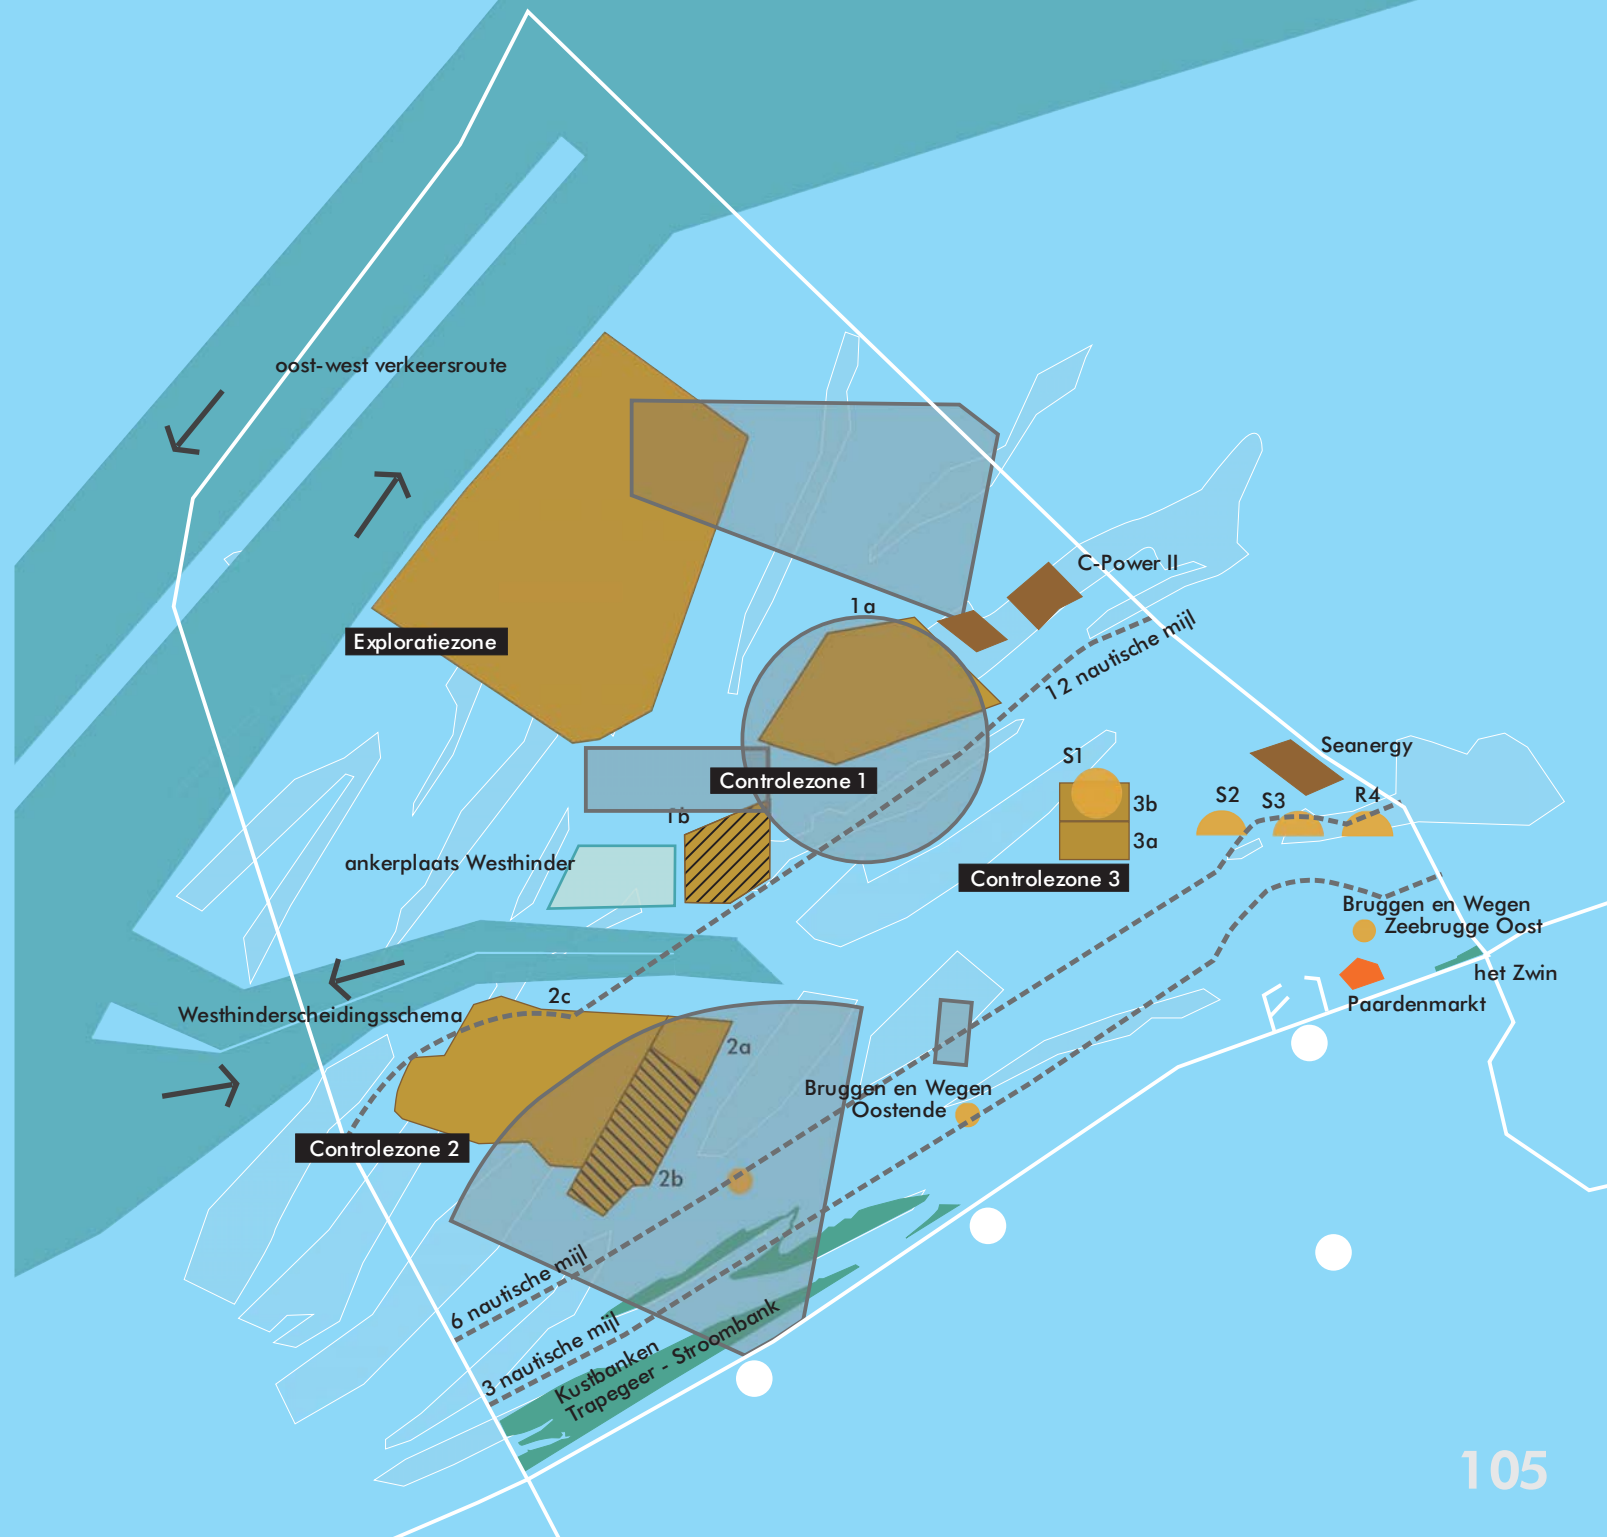 oost-west verkeersroute
C-Power II
1a
Exploratiezone
12 nautische mijl
Seanergy
S1
Controlezone 1
S2
S3
R4
3b
1b
3a
ankerplaats Westhinder
Controlezone 3
Bruggen en Wegen
Zeebrugge Oost
het Zwin
2c
Paardenmarkt
Westhinderscheidingsschema
2a
Bruggen en Wegen
Oostende
Controlezone 2
2b
6 nautische mijl
3 nautische mijl
Kustbanken
Trapegeer - Stroombank
105